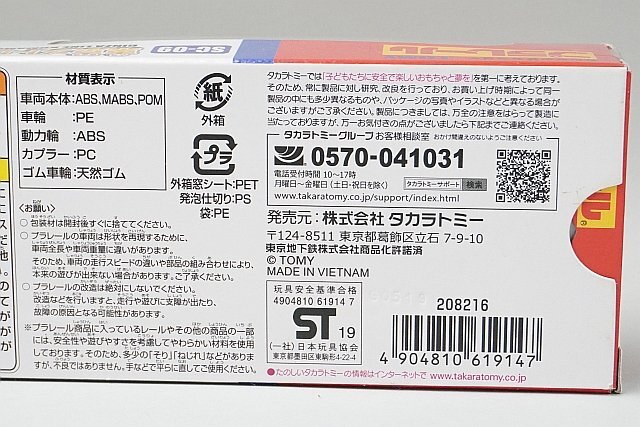 SC-09
プラレール
材質表示
車両本体:ABS,MABS,POM
車輪:PE
動力輪:ABS
カプラー:PC
ゴム車輪:天然ゴム
紙
外箱
プラ
外箱窓シート:PET
発泡仕切り:PS
袋:PE
<お願い>
○包装材は開封後すぐに捨ててください。
○プラレールの車両は形状を再現するために、
車両全長や車両重量に違いがあります。
そのため、車両の走行スピードの違いや部品の組み合わせにより、
本来の遊びが出来ない場合があります。ご了承ください。
○プラレールの改造は絶対にしないでください。
改造などを行いますと、走行や遊びに支障が出たり、
故障の原因となる可能性があります。
※プラレール商品に入っているレールやその他の商品の一部
には、安全性や遊びやすさを考慮してやわらかい材料を使用
しています。そのため、多少の「そり」「ねじれ」などがありま
すが、不良ではありません。手などで平らに直してご使用ください。
タカラトミーでは「子どもたちに安全で楽しいおもちゃと夢を」を第一に考えております。
そのため、常に製品に対し研究、改良を行っており、お買い上げ時期によって同一
製品の中にも多少異なるものや、パッケージの写真やイラストなどと異なる場合が
ございますがご了承ください。製品につきましては、万全の注意をはらって製造に
当たっておりますが、万一お気付きの点がございましたら下記までご連絡ください。
タカラトミーグループ お客様相談室 おかけ間違えのないようご注意ください
0570-041031
電話受付時間 10〜17時
月曜日〜金曜日(土・祝日を除く)
タカラトミーサポート 検索
www.takaratomy.co.jp/support/index.html
発売元:株式会社 タカラトミー
〒124-8511 東京都葛飾区立石 7-9-10
東京地下鉄株式会社商品化許諾済
© TOMY
MADE IN VIETNAM
玩具安全基準合格
4904810 61914 7
ST 19
(一社)日本玩具協会
東京都墨田区東駒形4-22-4
208216
4 904810 619147
●たのしいタカラトミーの情報はインターネットで www.takaratomy.co.jp